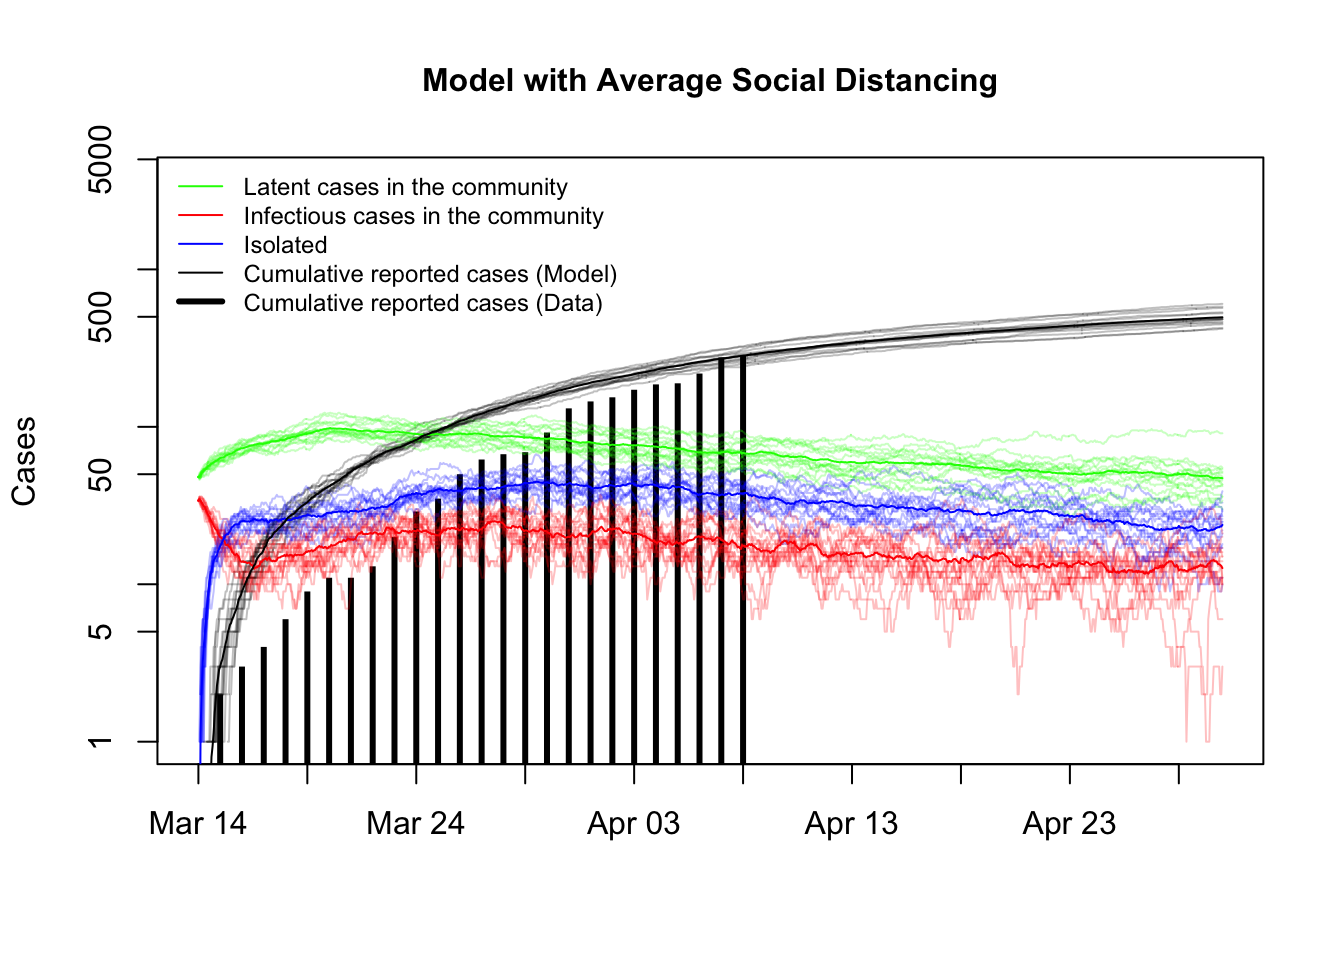 Model with Average Social Distancing
5000
500
50
5
1
Cases
Latent cases in the community
Infectious cases in the community
Isolated
Cumulative reported cases (Model)
Cumulative reported cases (Data)
Mar 14 Mar 24 Apr 03 Apr 13 Apr 23